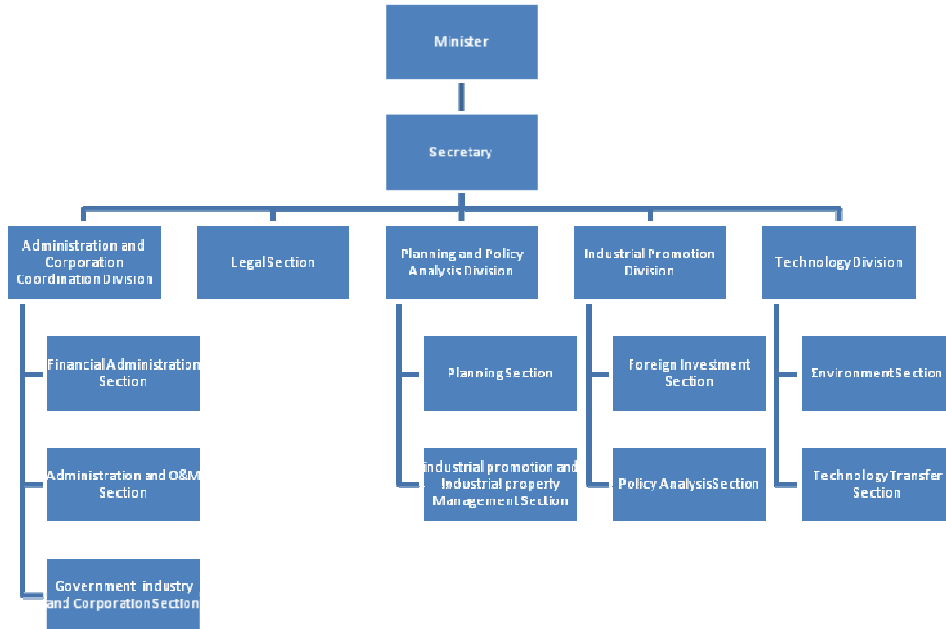 Minister
Secretary
Administration and
Corporation
Coordination Division
Legal Section
Planning and Policy
Analysis Division
Industrial Promotion
Division
Technology Division
Financial Administration
Section
Planning Section
Foreign Investment
Section
Environment Section
Administration and O&M
Section
Industrial promotion and
Industrial property
Management Section
Policy Analysis Section
Technology Transfer
Section
Government industry
and Corporation Section